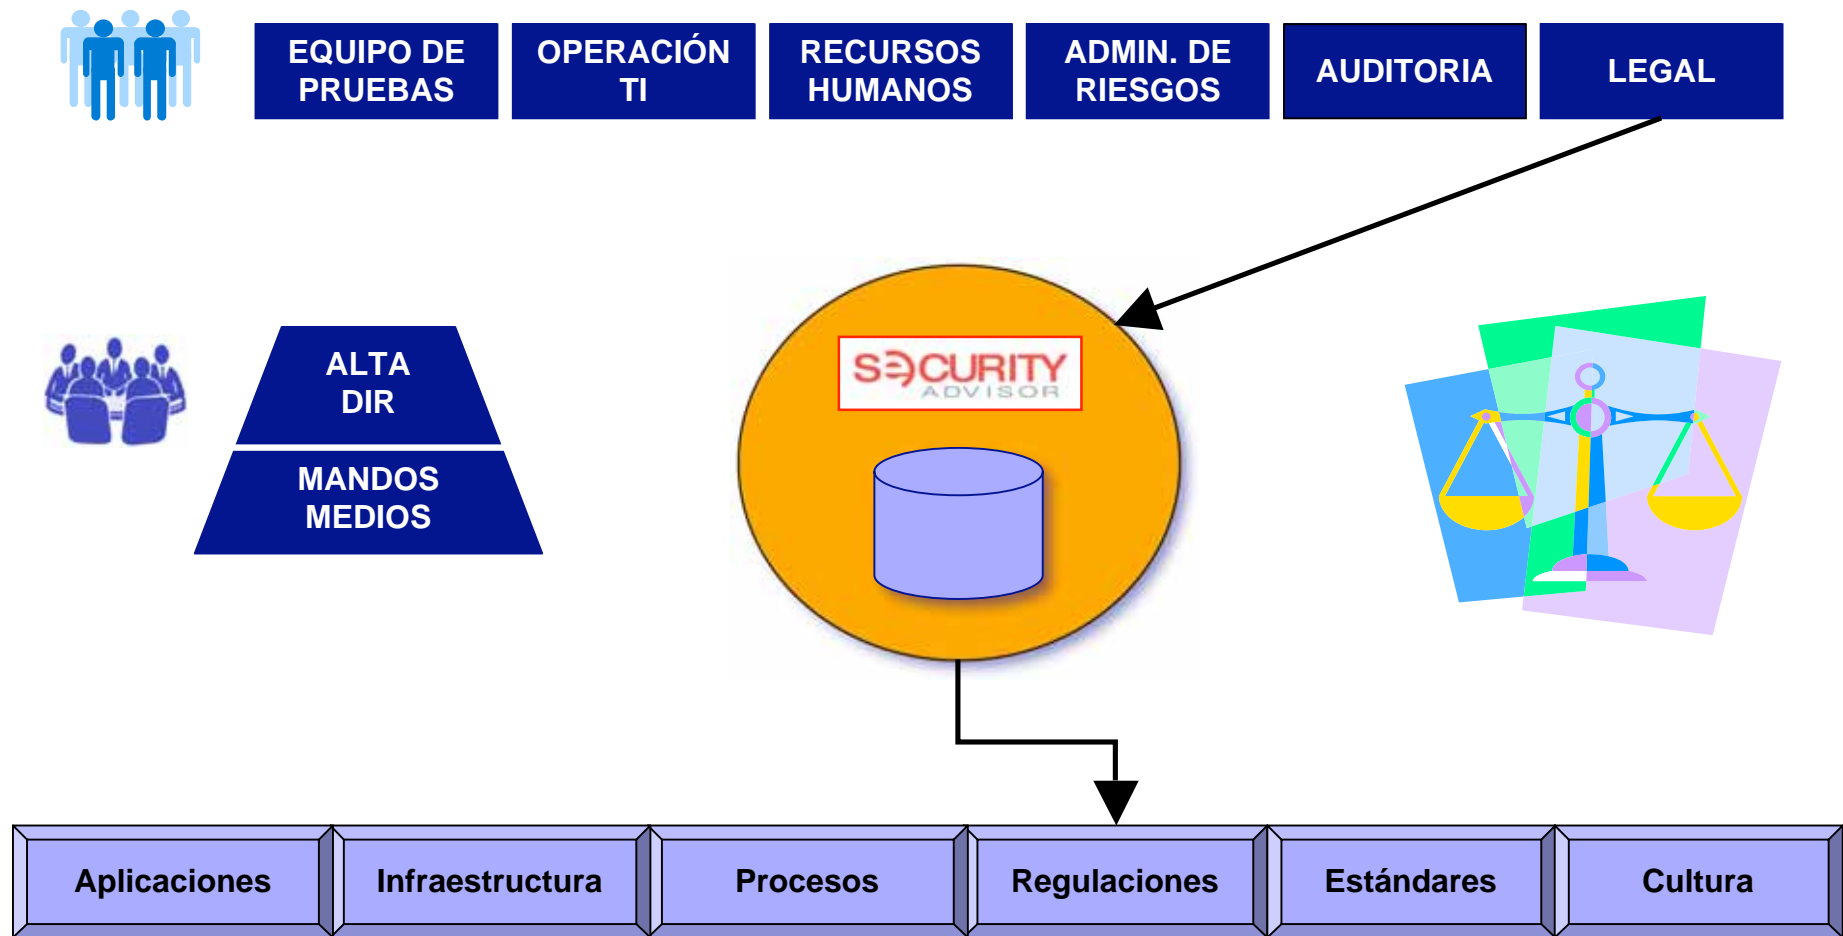 EQUIPO DE
PRUEBAS
OPERACIÓN
TI
RECURSOS
HUMANOS
ADMIN. DE
RIESGOS
AUDITORIA
LEGAL
ALTA
DIR
MANDOS
MEDIOS
SECURITY
ADVISOR
Aplicaciones
Infraestructura
Procesos
Regulaciones
Estándares
Cultura